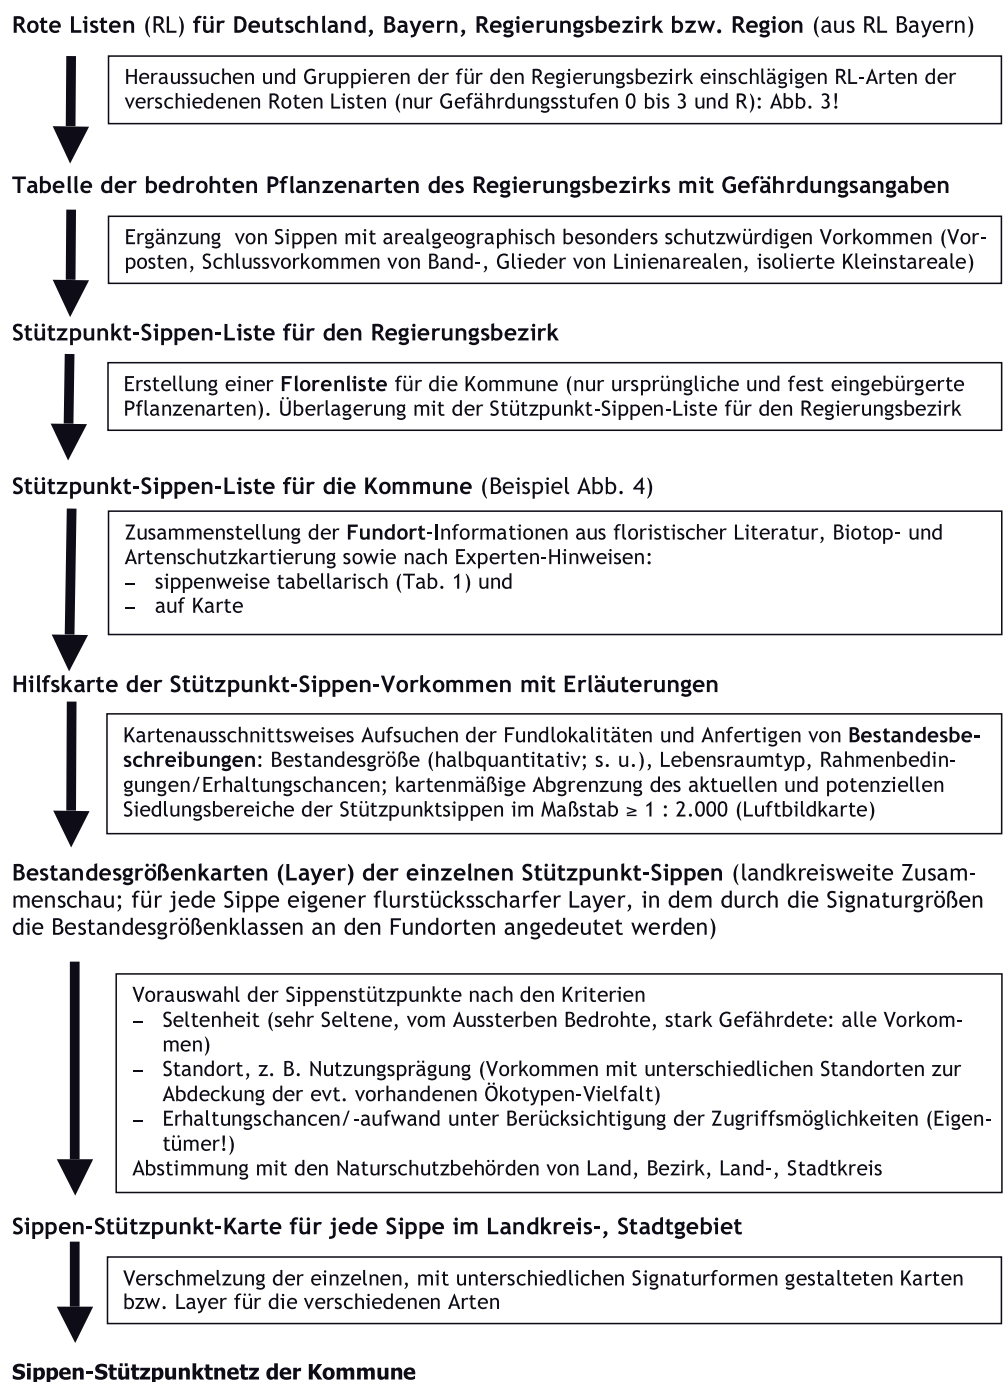 Rote Listen (RL) für Deutschland, Bayern, Regierungsbezirk bzw. Region (aus RL Bayern)
Heraussuchen und Gruppieren der für den Regierungsbezirk einschlägigen RL-Arten der
verschiedenen Roten Listen (nur Gefährdungsstufen 0 bis 3 und R): Abb. 3!
Tabelle der bedrohten Pflanzenarten des Regierungsbezirks mit Gefährdungsangaben
Ergänzung von Sippen mit arealgeographisch besonders schutzwürdigen Vorkommen (Vor-
posten, Schlussvorkommen von Band-, Glieder von Linienarealen, isolierte Kleinstareale)
Stützpunkt-Sippen-Liste für den Regierungsbezirk
Erstellung einer Florenliste für die Kommune (nur ursprüngliche und fest eingebürgerte
Pflanzenarten). Überlagerung mit der Stützpunkt-Sippen-Liste für den Regierungsbezirk
Stützpunkt-Sippen-Liste für die Kommune (Beispiel Abb. 4)
Zusammenstellung der Fundort-Informationen aus floristischer Literatur, Biotop- und
Artenschutzkartierung sowie nach Experten-Hinweisen:
– sippenweise tabellarisch (Tab. 1) und
– auf Karte
Hilfskarte der Stützpunkt-Sippen-Vorkommen mit Erläuterungen
Kartenausschnittsweises Aufsuchen der Fundlokalitäten und Anfertigen von Bestandesbe-
schreibungen: Bestandesgröße (halbquantitativ; s. u.), Lebensraumtyp, Rahmenbedin-
gungen/Erhaltungschancen; kartenmäßige Abgrenzung des aktuellen und potenziellen
Siedlungsbereiche der Stützpunktsippen im Maßstab ≥ 1 : 2.000 (Luftbildkarte)
Bestandesgrößenkarten (Layer) der einzelnen Stützpunkt-Sippen (landkreisweite Zusam-
menschau; für jede Sippe eigener flurstücksscharfer Layer, in dem durch die Signaturgrößen
die Bestandesgrößenklassen an den Fundorten angedeutet werden)
Vorauswahl der Sippenstützpunkte nach den Kriterien
– Seltenheit (sehr Seltene, vom Aussterben Bedrohte, stark Gefährdete: alle Vorkom-
men)
– Standort, z. B. Nutzungsprägung (Vorkommen mit unterschiedlichen Standorten zur
Abdeckung der evt. vorhandenen Ökotypen-Vielfalt)
– Erhaltungschancen/-aufwand unter Berücksichtigung der Zugriffsmöglichkeiten (Eigen-
tümer!)
Abstimmung mit den Naturschutzbehörden von Land, Bezirk, Land-, Stadtkreis
Sippen-Stützpunkt-Karte für jede Sippe im Landkreis-, Stadtgebiet
Verschmelzung der einzelnen, mit unterschiedlichen Signaturformen gestalteten Karten
bzw. Layer für die verschiedenen Arten
Sippen-Stützpunktnetz der Kommune